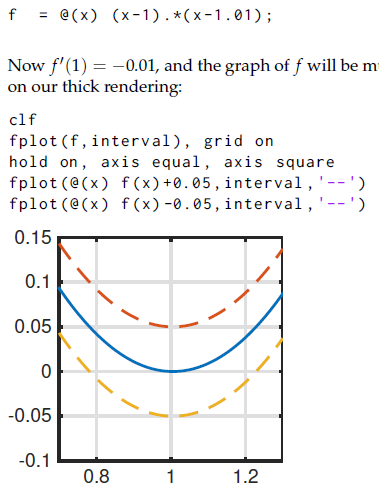 f = @(x) (x-1).*(x-1.01);
Now f′(1) = −0.01, and the graph of f will be
on our thick rendering:
clf
fplot(f,interval), grid on
hold on, axis equal, axis square
fplot(@(x) f(x)+0.05,interval,'--')
fplot(@(x) f(x)-0.05,interval,'--')
0.15
0.1
0.05
0
-0.05
-0.1
0.8 1 1.2